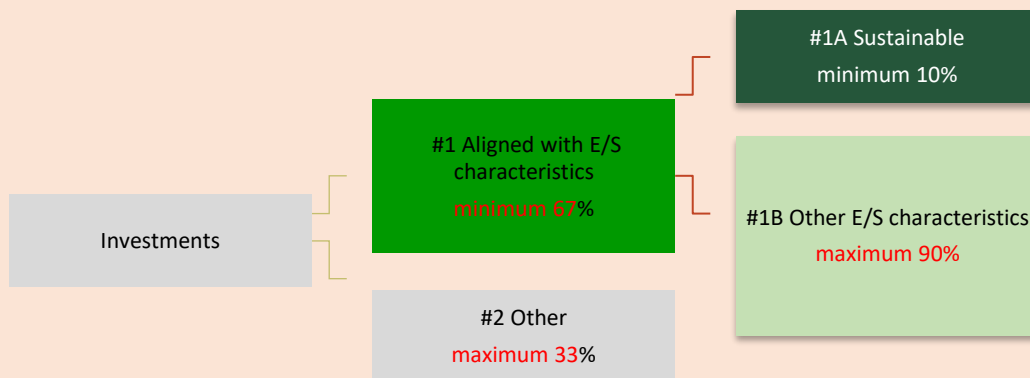 #1A Sustainable
minimum 10%
#1 Aligned with E/S
characteristics
minimum 67%
#1B Other E/S characteristics
maximum 90%
Investments
#2 Other
maximum 33%